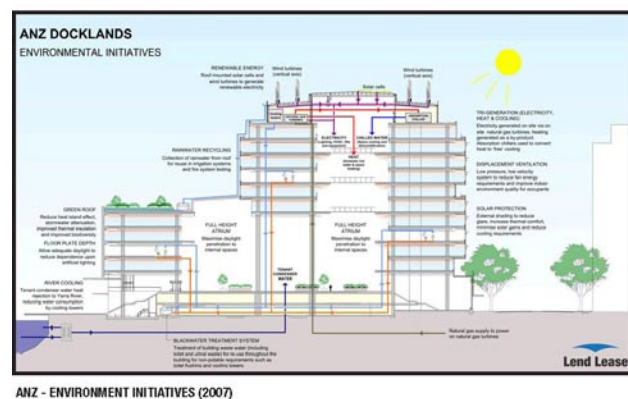 ANZ DOCKLANDS
ENVIRONMENTAL INITIATIVES
RENEWABLE ENERGY
Roof mounted solar cells and
wind turbines to generate
renewable electricity
Wind turbines
(vertical axis)
Solar cells
Wind turbines
(vertical axis)
TRI-GENERATION (ELECTRICITY,
HEAT & COOLING)
Electricity generated on site via on
site natural gas turbines, heating
generated as a by-product.
Absorption chillers used to convert
heat to 'free' cooling
ELECTRICITY
CHILLED WATER
HEAT
RAINWATER RECYCLING
Collection of rainwater from roof
for reuse in irrigation systems
and fire system testing
DISPLACEMENT VENTILATION
Low pressure, low velocity
system to reduce fan energy
requirements and improve indoor
environment quality for occupants
GREEN ROOF
Reduce heat island effect,
stormwater attenuation,
improved thermal insulation
and improved biodiversity
SOLAR PROTECTION
External shading to reduce
glare, increase thermal comfort,
minimise solar gains and reduce
cooling requirements
FULL HEIGHT
ATRIUM
Maximise daylight
penetration to
internal spaces
FULL HEIGHT
ATRIUM
Maximise daylight
penetration to
internal spaces
FLOOR PLATE DEPTH
Allow adequate daylight to
reduce dependence upon
artificial lighting
RIVER COOLING
Tenant condenser water heat
rejection to Yarra River,
reducing water consumption
by cooling towers
TENANT
CONDENSER
WATER
BLACKWATER TREATMENT SYSTEM
Treatment of building waste water (including
toilet and urinal waste) for re-use throughout the
building for non-potable requirements such as
toilet flushing and cooling towers
Natural gas supply to power
on natural gas turbines
Lend Lease
ANZ - ENVIRONMENT INITIATIVES (2007)